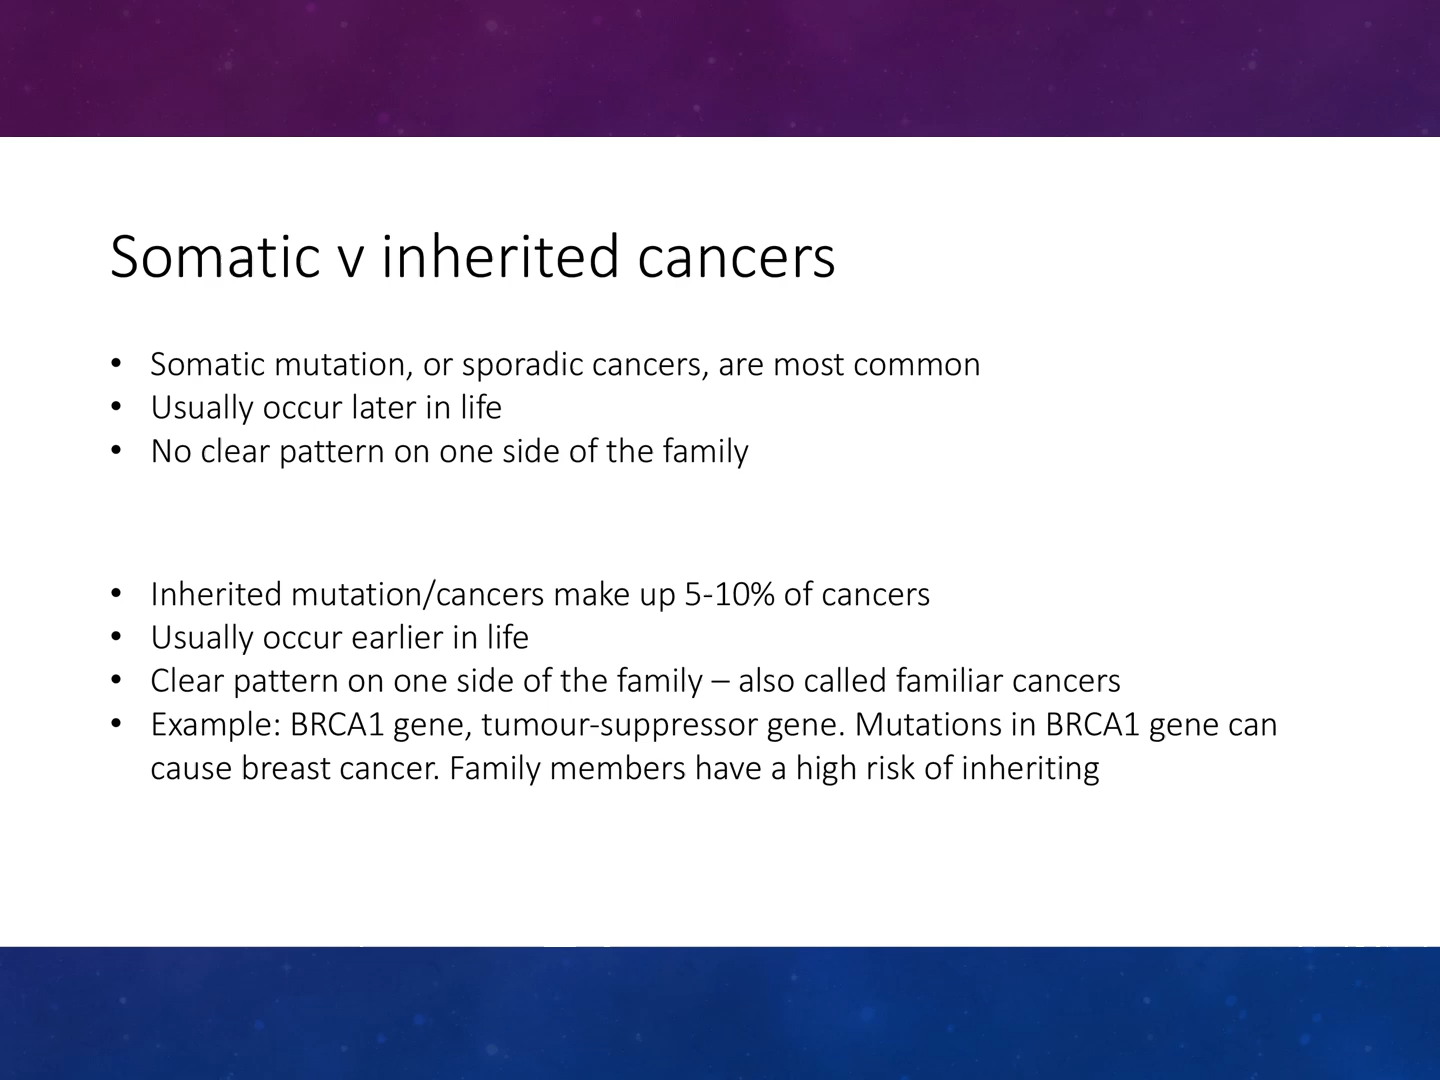 Somatic v inherited cancers
• Somatic mutation, or sporadic cancers, are most common
• Usually occur later in life
• No clear pattern on one side of the family
• Inherited mutation/cancers make up 5-10% of cancers
• Usually occur earlier in life
• Clear pattern on one side of the family – also called familiar cancers
• Example: BRCA1 gene, tumour-suppressor gene. Mutations in BRCA1 gene can
cause breast cancer. Family members have a high risk of inheriting